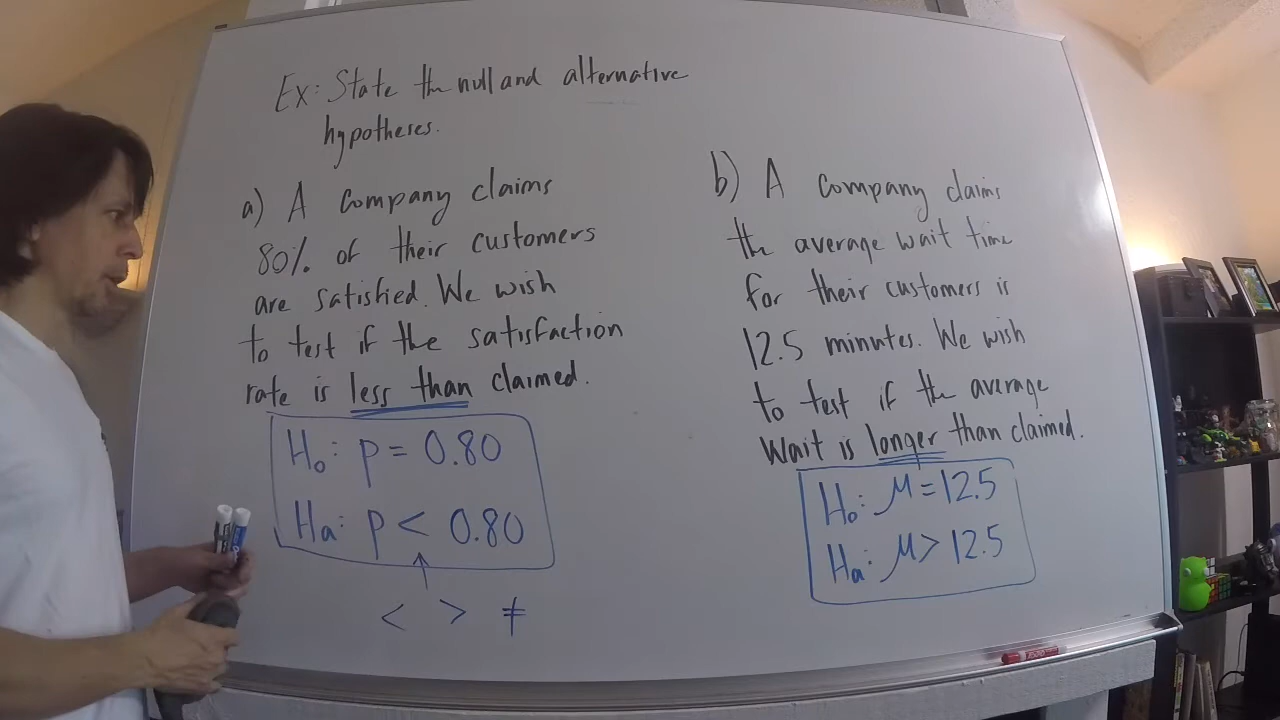 Ex: State the null and alternative
hypotheses.
a) A company claims
80% of their customers
are satisfied. We wish
to test if the satisfaction
rate is less than claimed.
H₀: p = 0.80
Ha: p < 0.80
< > ≠
b) A company claims
the average wait time
for their customers is
12.5 minutes. We wish
to test if the average
wait is longer than claimed.
H₀: μ = 12.5
Ha: μ > 12.5